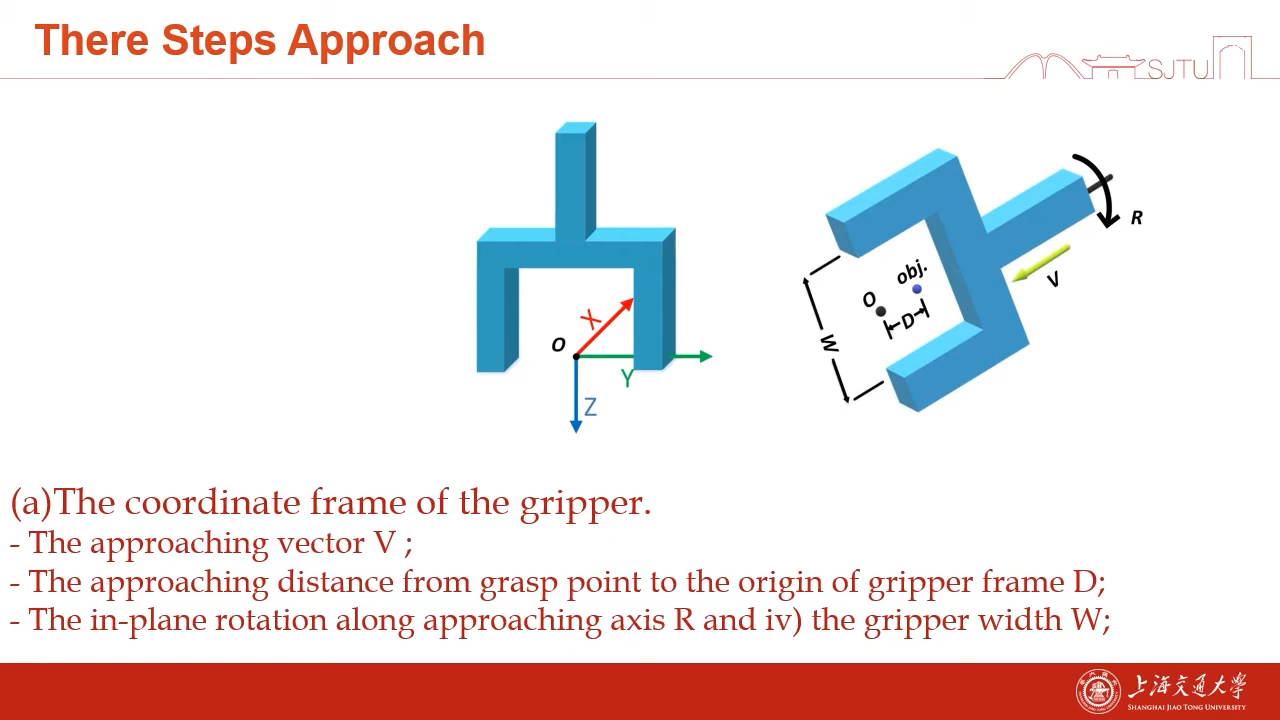 There Steps Approach
SJTU
X
O
Y
Z
R
V
obj.
O
D
W
(a)The coordinate frame of the gripper.
- The approaching vector V ;
- The approaching distance from grasp point to the origin of gripper frame D;
- The in-plane rotation along approaching axis R and iv) the gripper width W;
上海交通大学
SHANGHAI JIAO TONG UNIVERSITY